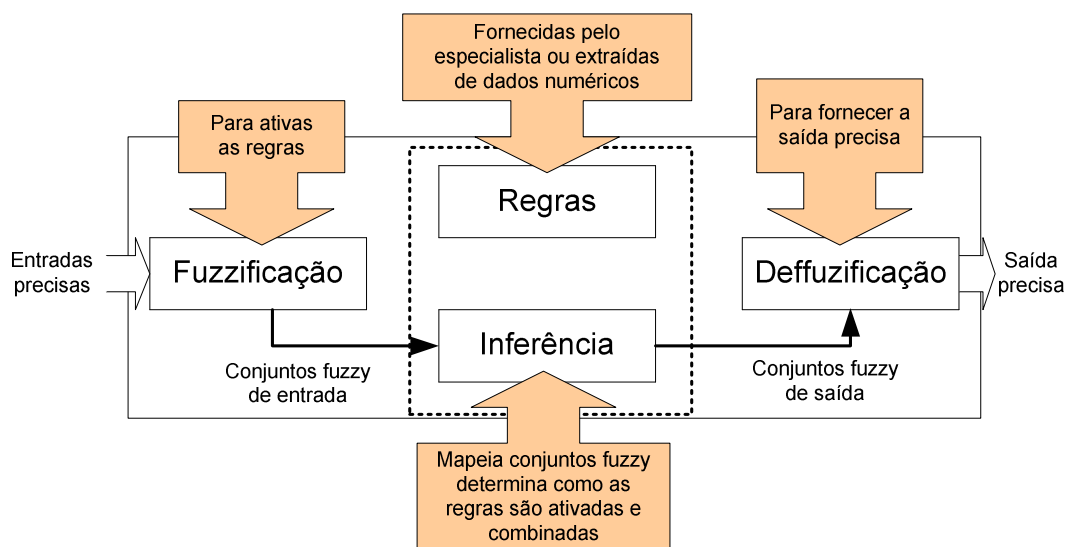 Fornecidas pelo
especialista ou extraídas
de dados numéricos
Para ativas
as regras
Para fornecer a
saída precisa
Regras
Entradas
precisas
Fuzzificação
Deffuzificação
Saída
precisa
Inferência
Conjuntos fuzzy
de entrada
Conjuntos fuzzy
de saída
Mapeia conjuntos fuzzy
determina como as
regras são ativadas e
combinadas